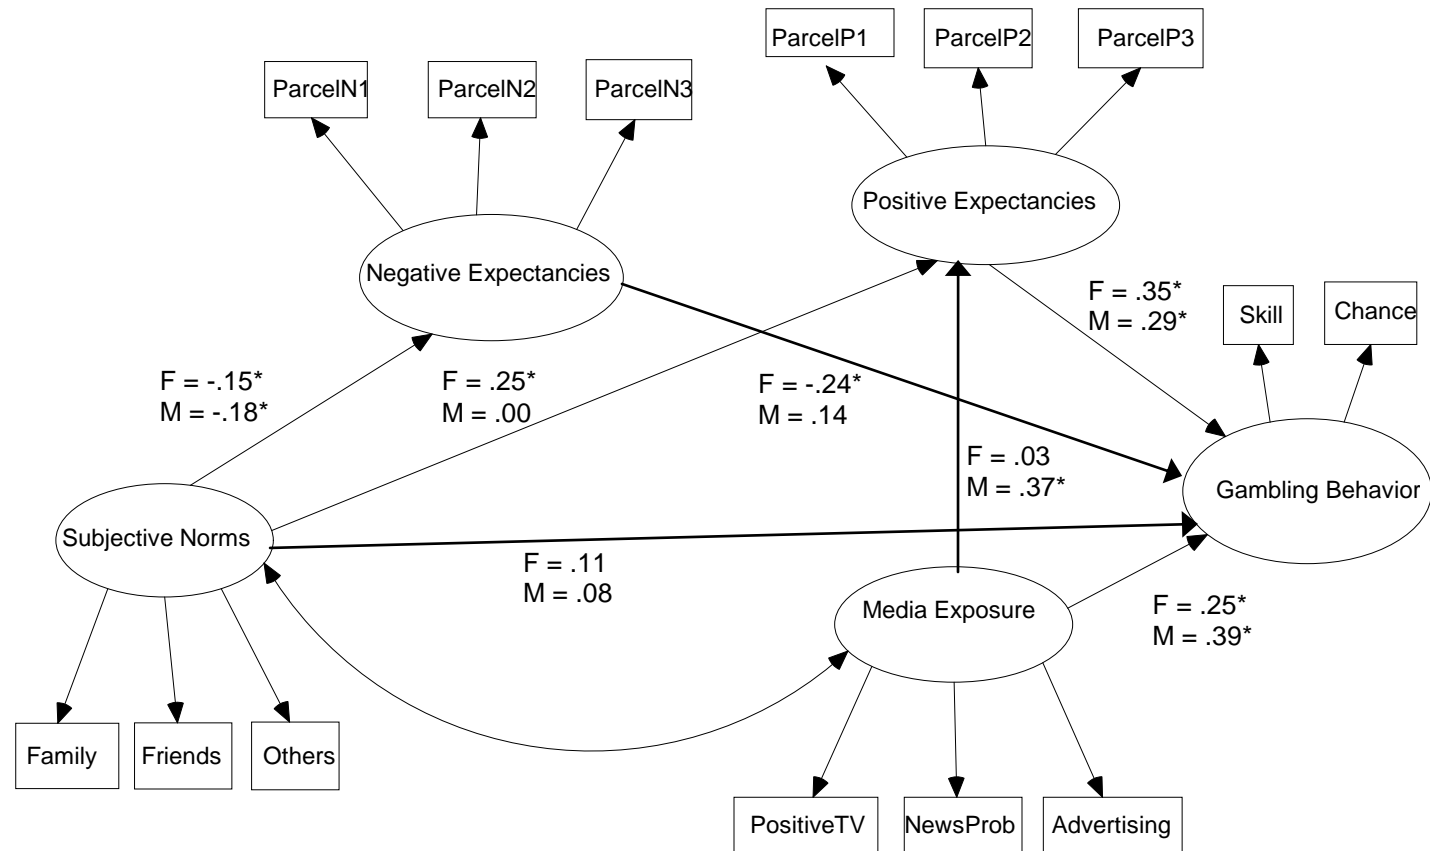 ParcelP1
ParcelP2
ParcelP3
ParcelN1
ParcelN2
ParcelN3
Positive Expectancies
Negative Expectancies
F = .35*
M = .29*
Skill
Chance
F = -.15*
M = -.18*
F = .25*
M = .00
F = -.24*
M = .14
F = .03
M = .37*
Gambling Behavior
Subjective Norms
F = .11
M = .08
Media Exposure
F = .25*
M = .39*
Family
Friends
Others
PositiveTV
NewsProb
Advertising